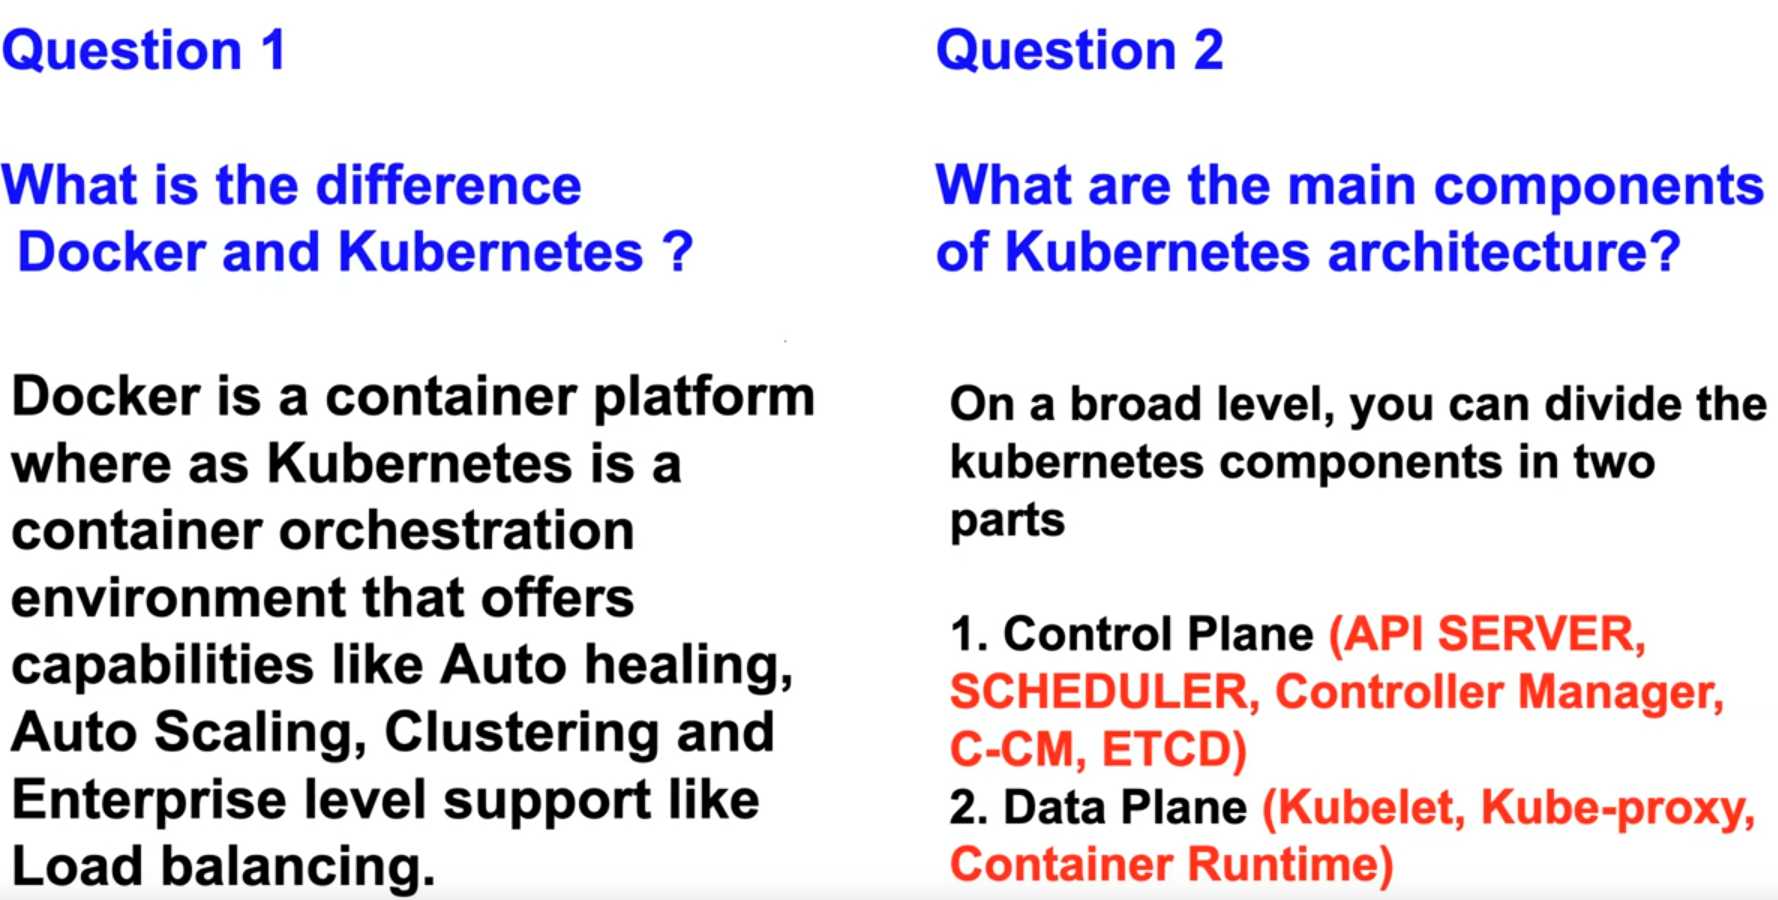 Question 1
What is the difference
Docker and Kubernetes ?
Docker is a container platform
where as Kubernetes is a
container orchestration
environment that offers
capabilities like Auto healing,
Auto Scaling, Clustering and
Enterprise level support like
Load balancing.
Question 2
What are the main components
of Kubernetes architecture?
On a broad level, you can divide the
kubernetes components in two
parts
1. Control Plane (API SERVER,
SCHEDULER, Controller Manager,
C-CM, ETCD)
2. Data Plane (Kubelet, Kube-proxy,
Container Runtime)